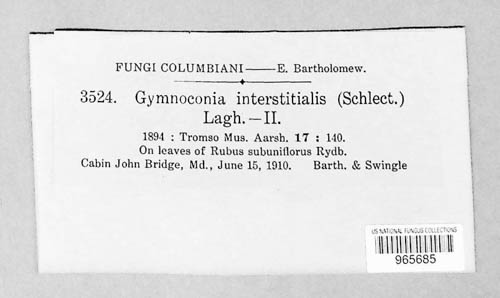 FUNGI COLUMBIANI—E. Bartholomew.
3524. Gymnoconia interstitialis (Schlect.)
Lagh.—II.
1894 : Tromso Mus. Aarsh. 17 : 140.
On leaves of Rubus subuniflorus Rydb.
Cabin John Bridge, Md., June 15, 1910. Barth. & Swingle
US NATIONAL FUNGUS COLLECTIONS
965685